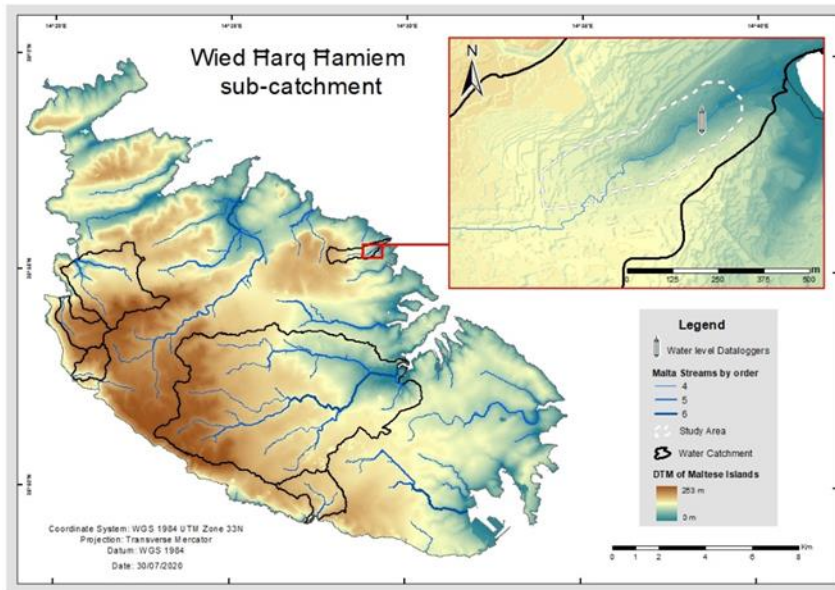 Wied Ħarq Ħamiem
sub-catchment
N
m
0 125 250 375 500
Legend
Water level Dataloggers
Malta Streams by order
4
5
6
Study Area
Water Catchment
DTM of Maltese Islands
253 m
0 m
Coordinate System: WGS 1984 UTM Zone 33N
Projection: Transverse Mercator
Datum: WGS 1984
Date: 30/07/2020
Km
0 1 2 4 6 8